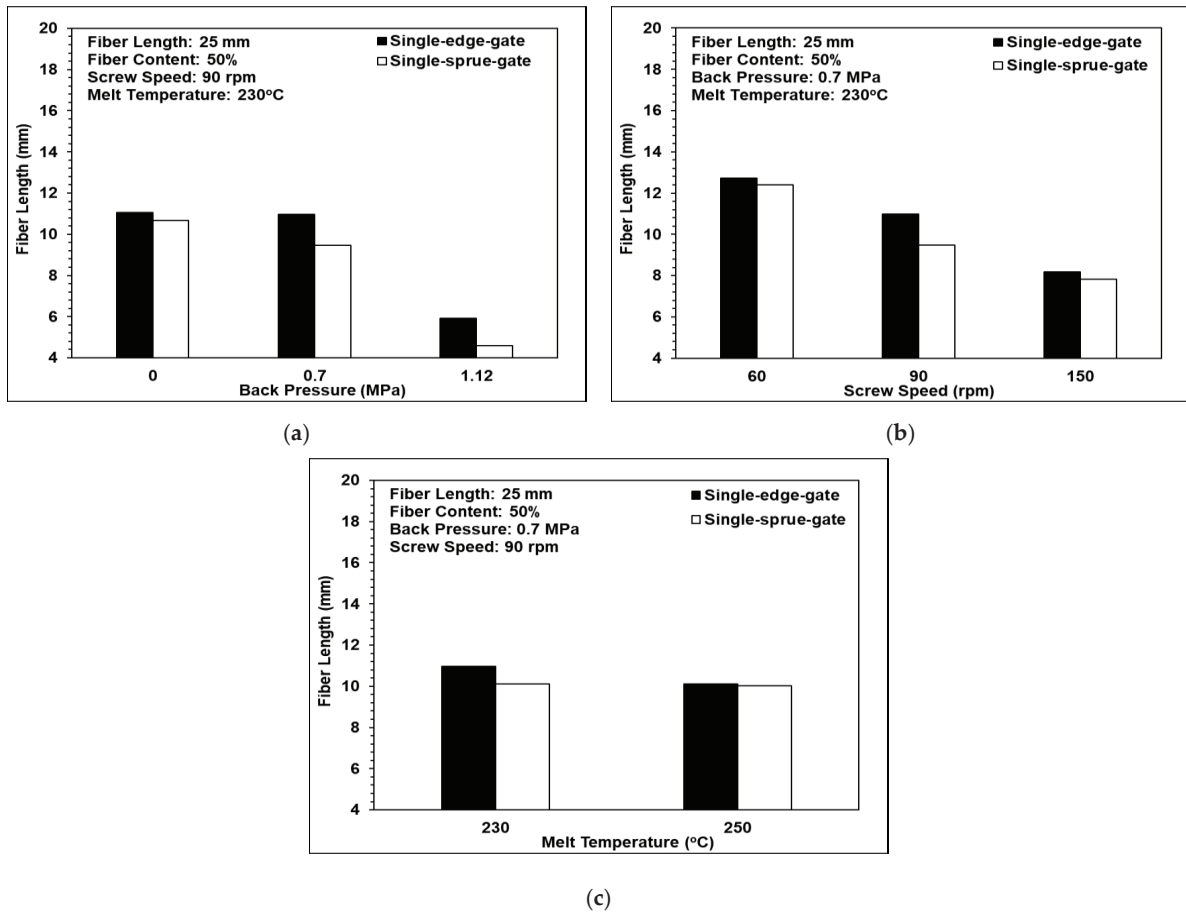 Fiber Length: 25 mm
Fiber Content: 50%
Screw Speed: 90 rpm
Melt Temperature: 230°C
Single-edge-gate
Single-sprue-gate
Fiber Length (mm)
20
18
16
14
12
10
8
6
4
0
0.7
1.12
Back Pressure (MPa)
(a)
Fiber Length: 25 mm
Fiber Content: 50%
Back Pressure: 0.7 MPa
Melt Temperature: 230°C
Single-edge-gate
Single-sprue-gate
Fiber Length (mm)
20
18
16
14
12
10
8
6
4
60
90
150
Screw Speed (rpm)
(b)
Fiber Length: 25 mm
Fiber Content: 50%
Back Pressure: 0.7 MPa
Screw Speed: 90 rpm
Single-edge-gate
Single-sprue-gate
Fiber Length (mm)
20
18
16
14
12
10
8
6
4
230
250
Melt Temperature (°C)
(c)